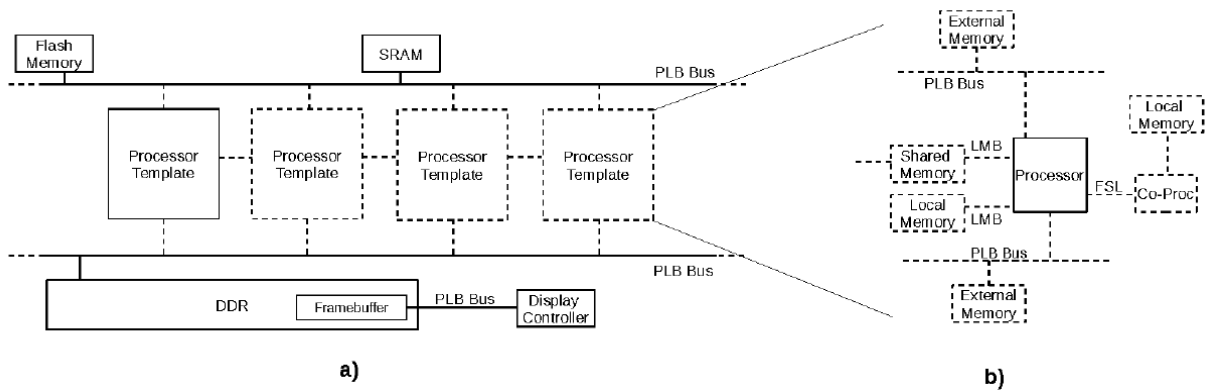 Flash
Memory
SRAM
PLB Bus
Processor
Template
Processor
Template
Processor
Template
Processor
Template
PLB Bus
DDR
Framebuffer
PLB Bus
Display
Controller
a)
External
Memory
PLB Bus
Local
Memory
Shared
Memory
LMB
Processor
FSL
Co-Proc
Local
Memory
LMB
PLB Bus
External
Memory
b)